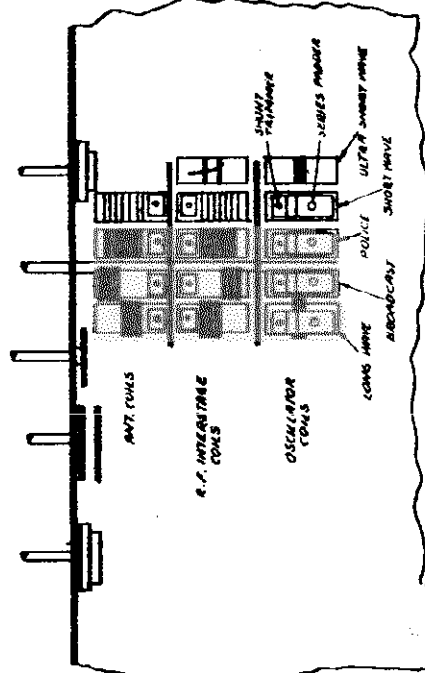 ANT. COILS
R.F. INTERSTAGE
COILS
OSCILLATOR
COILS
SHUNT
TRIMMER
SERIES PADDER
LONG WAVE
BROADCAST
POLICE
SHORT WAVE
ULTRA SHORT WAVE